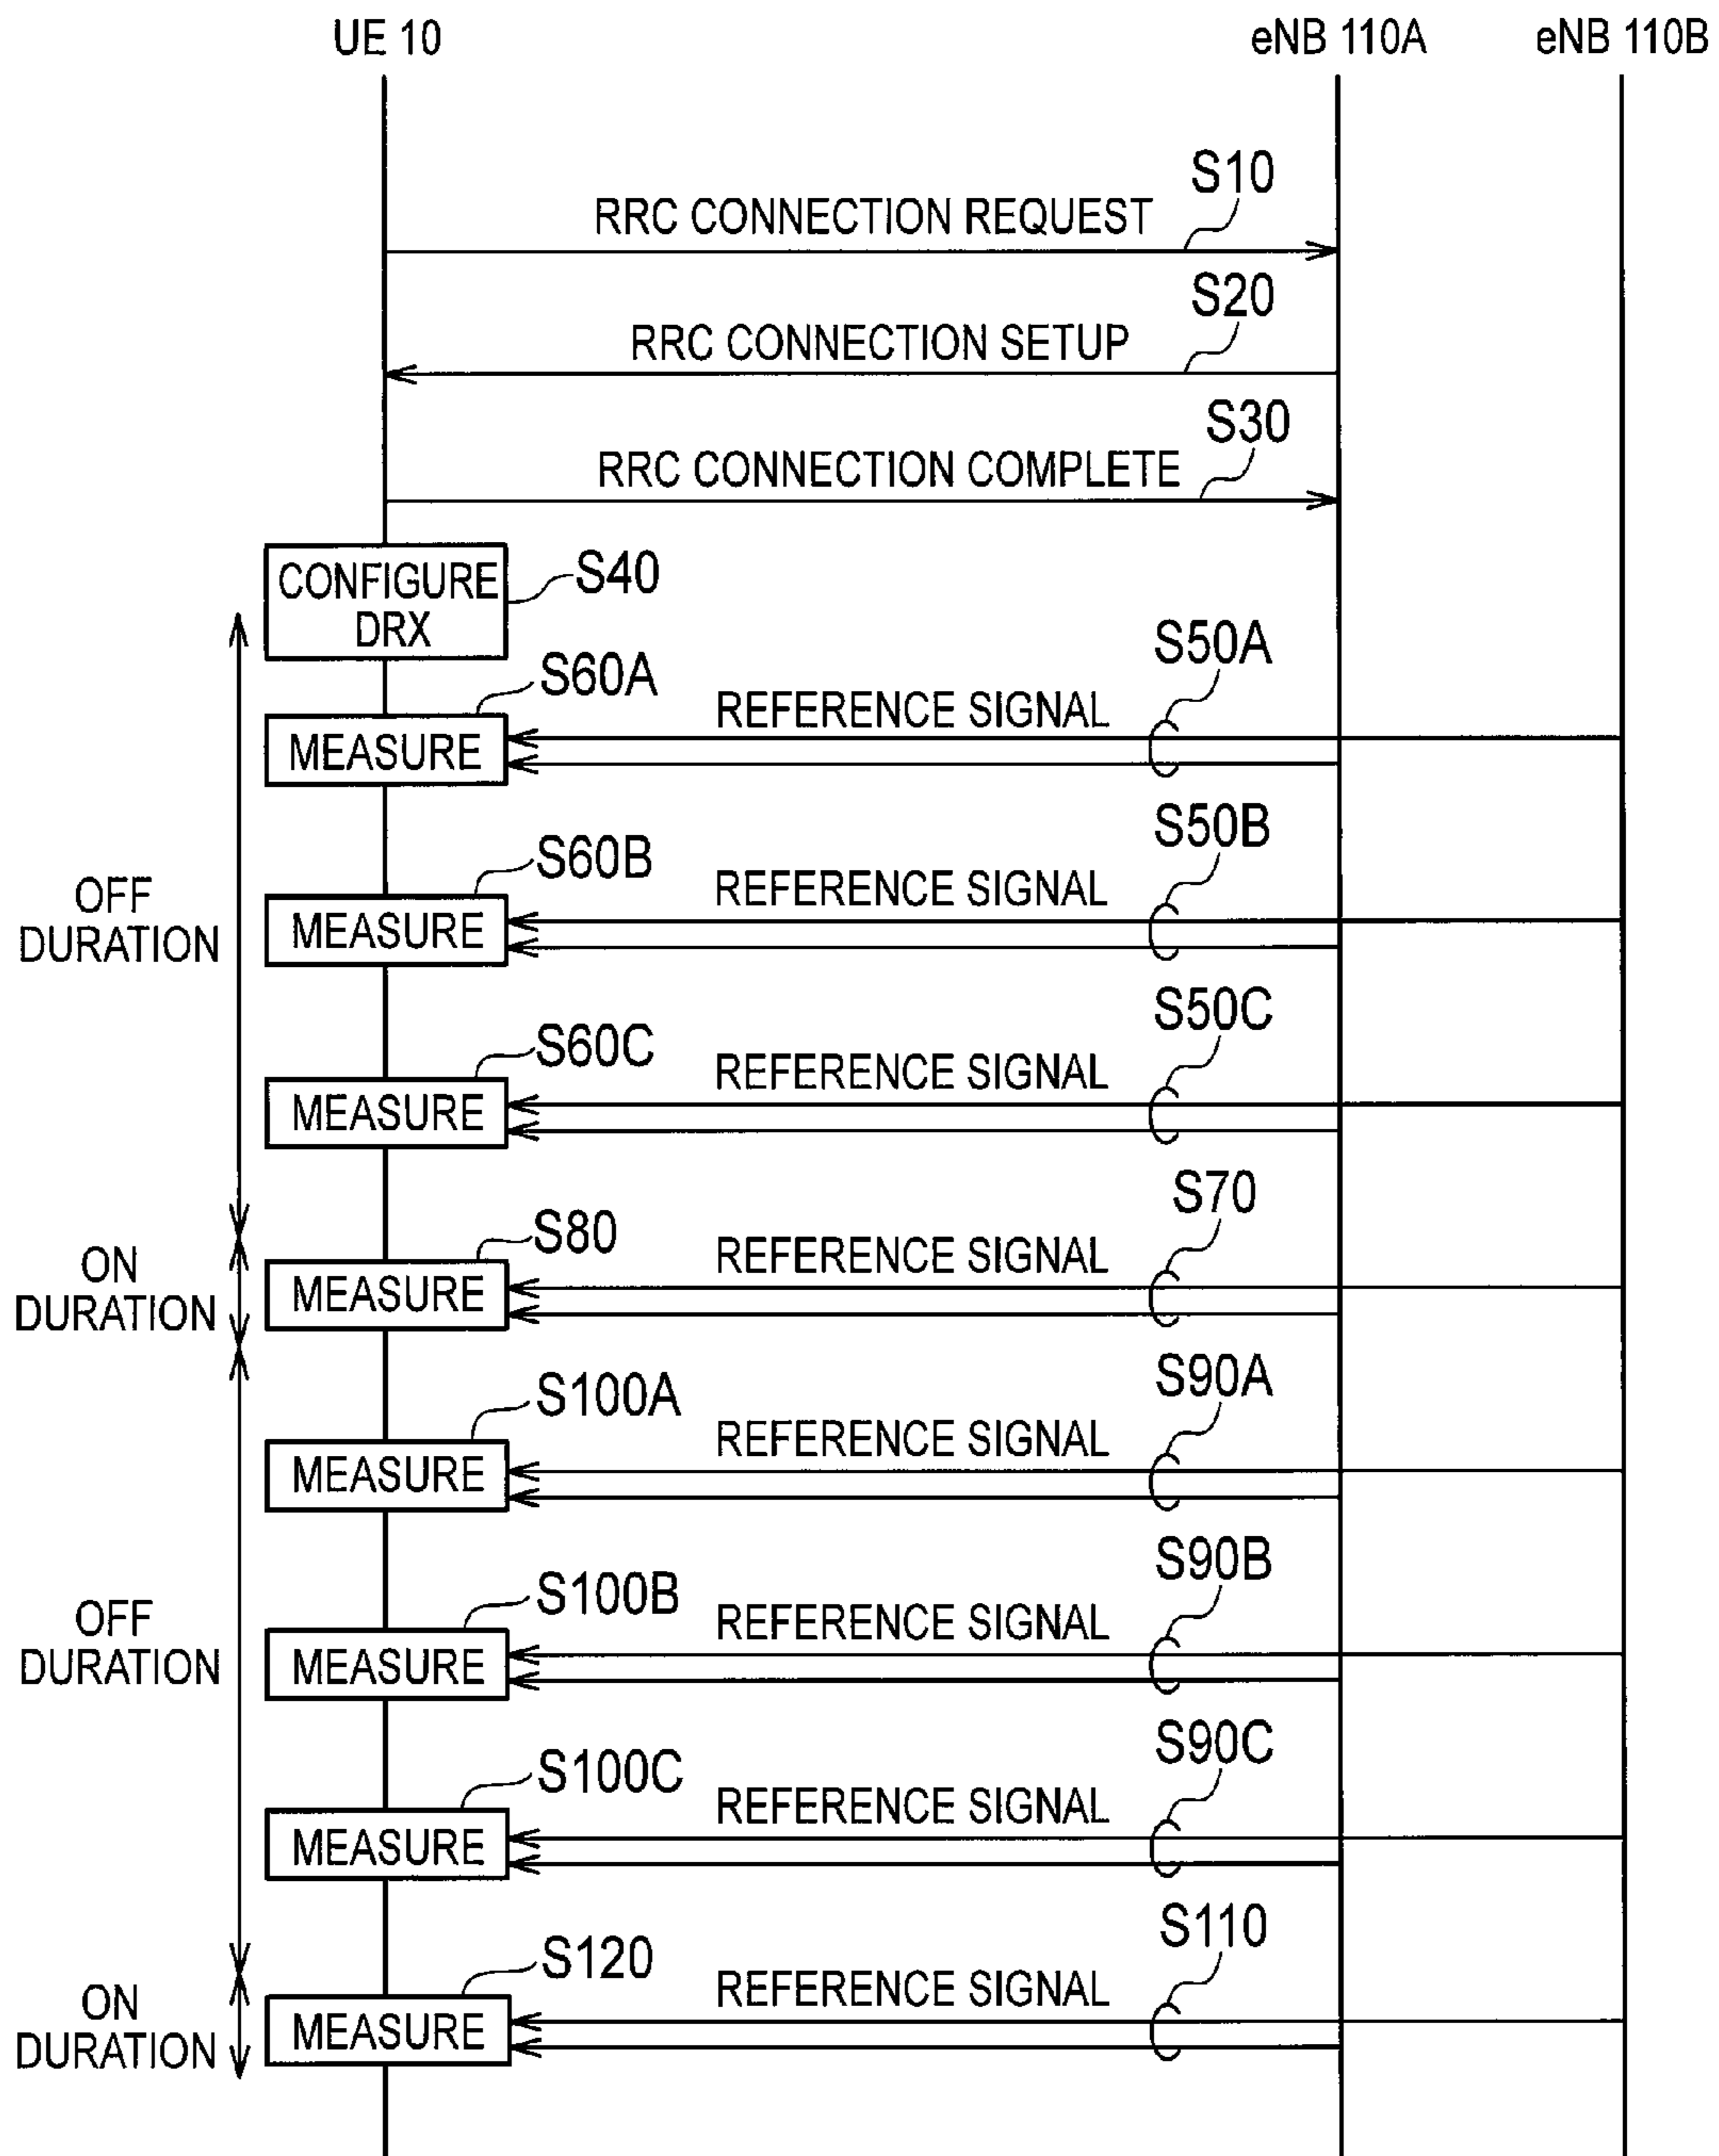 UE 10
eNB 110A
eNB 110B
S10
RRC CONNECTION REQUEST
S20
RRC CONNECTION SETUP
S30
RRC CONNECTION COMPLETE
CONFIGURE
DRX
S40
S50A
S60A
REFERENCE SIGNAL
MEASURE
S50B
S60B
REFERENCE SIGNAL
MEASURE
OFF
DURATION
S50C
S60C
REFERENCE SIGNAL
MEASURE
S70
S80
REFERENCE SIGNAL
MEASURE
ON
DURATION
S90A
S100A
REFERENCE SIGNAL
MEASURE
S90B
S100B
REFERENCE SIGNAL
MEASURE
OFF
DURATION
S90C
S100C
REFERENCE SIGNAL
MEASURE
S110
S120
REFERENCE SIGNAL
MEASURE
ON
DURATION